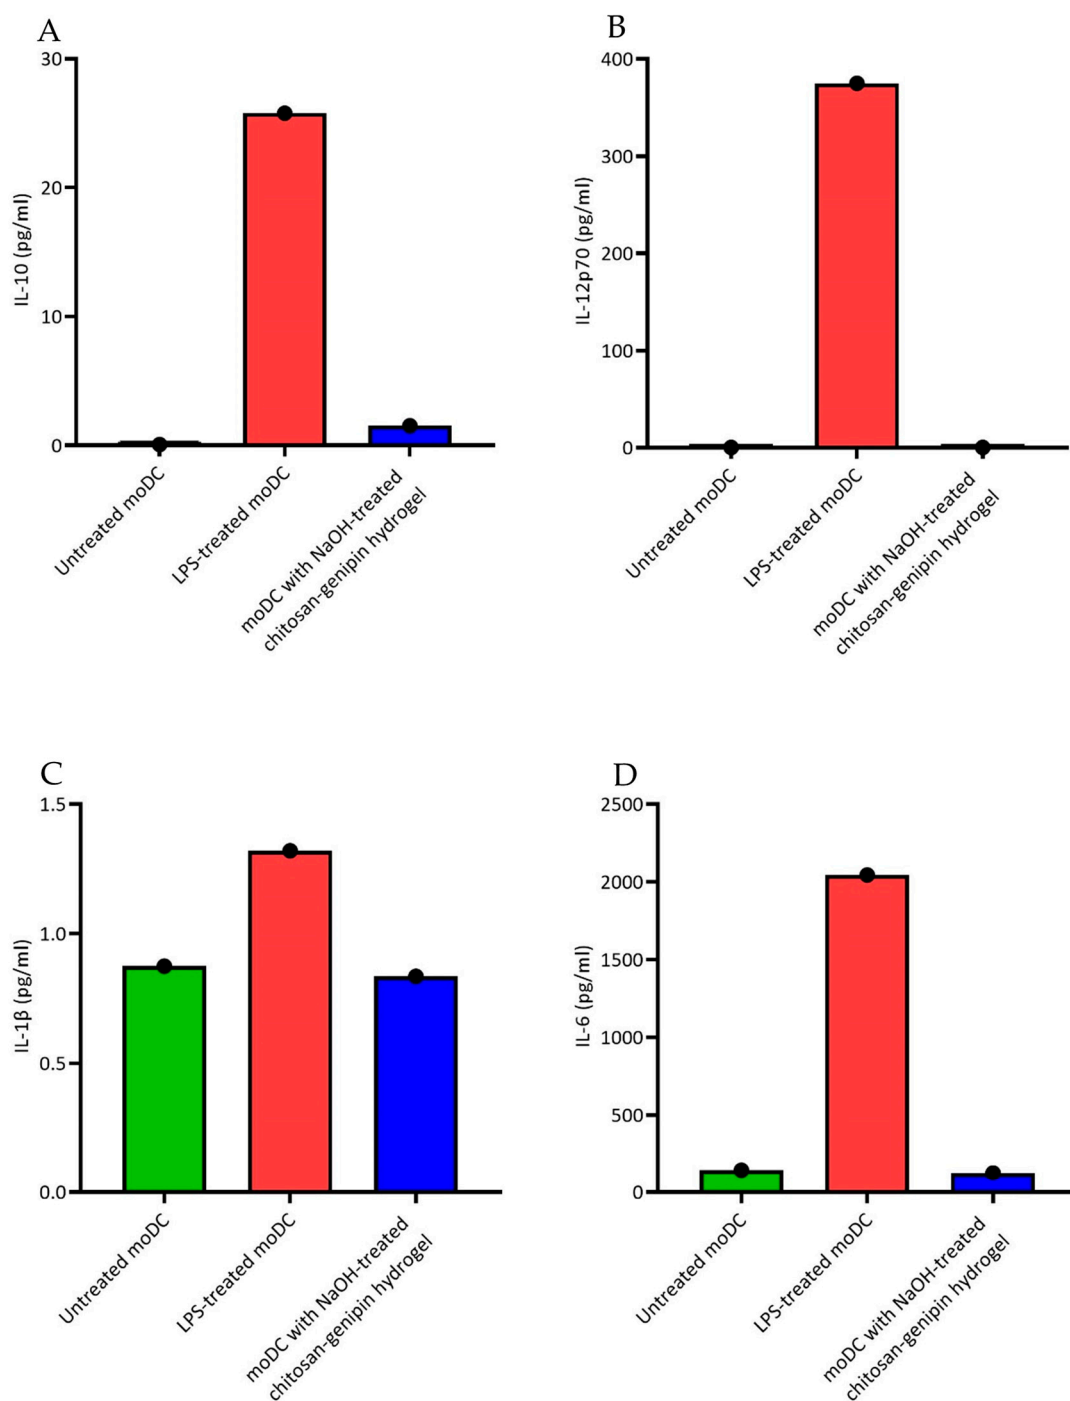 A
30
20
10
0
IL-10 (pg/ml)
Untreated moDC
LPS-treated moDC
moDC with NaOH-treated
chitosan-genipin hydrogel
B
400
300
200
100
0
IL-12p70 (pg/ml)
Untreated moDC
LPS-treated moDC
moDC with NaOH-treated
chitosan-genipin hydrogel
C
1.5
1.0
0.5
0.0
IL-1β (pg/ml)
Untreated moDC
LPS-treated moDC
moDC with NaOH-treated
chitosan-genipin hydrogel
D
2500
2000
1500
1000
500
0
IL-6 (pg/ml)
Untreated moDC
LPS-treated moDC
moDC with NaOH-treated
chitosan-genipin hydrogel